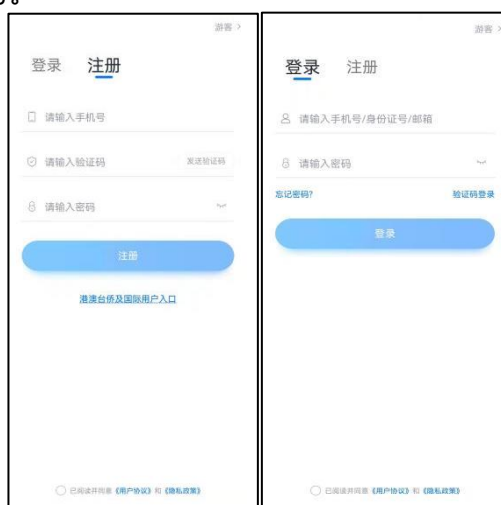 游客 >
登录 注册
请输入手机号
请输入验证码 发送验证码
请输入密码
注册
港澳台侨及国际用户入口
已阅读并同意《用户协议》和《隐私政策》
游客 >
登录 注册
请输入手机号/身份证号/邮箱
请输入密码
忘记密码? 验证码登录
登录
已阅读并同意《用户协议》和《隐私政策》